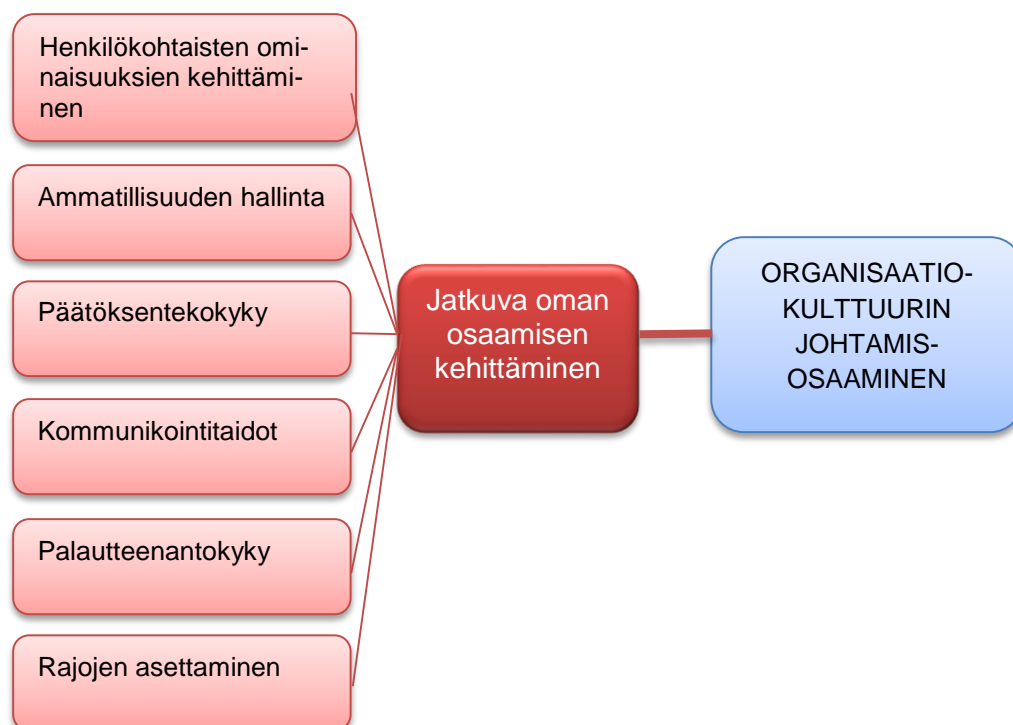 Henkilökohtaisten omi-
naisuuksien kehittämi-
nen
Ammatillisuuden hallinta
Päätöksentekokyky
Kommunikointitaidot
Palautteenantokyky
Rajojen asettaminen
Jatkuva oman
osaamisen
kehittäminen
ORGANISAATIO-
KULTTUURIN
JOHTAMIS-
OSAAMINEN